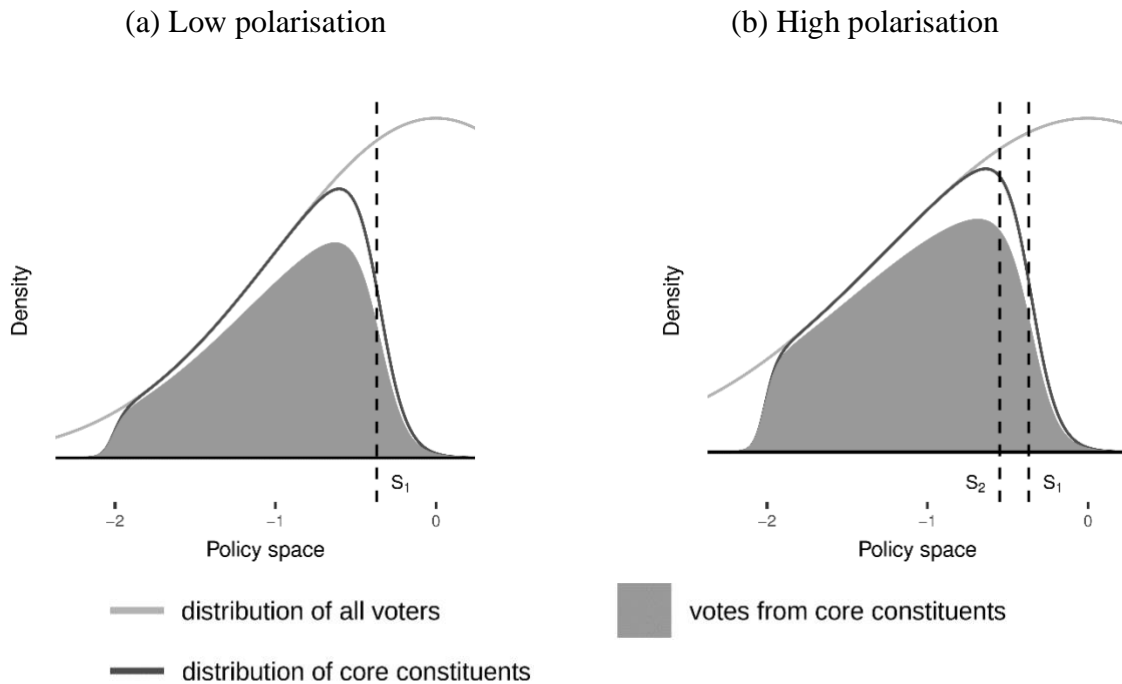 (a) Low polarisation
(b) High polarisation
Density
S₁
−2
−1
0
Policy space
Density
S₂
S₁
−2
−1
0
Policy space
distribution of all voters
votes from core constituents
distribution of core constituents